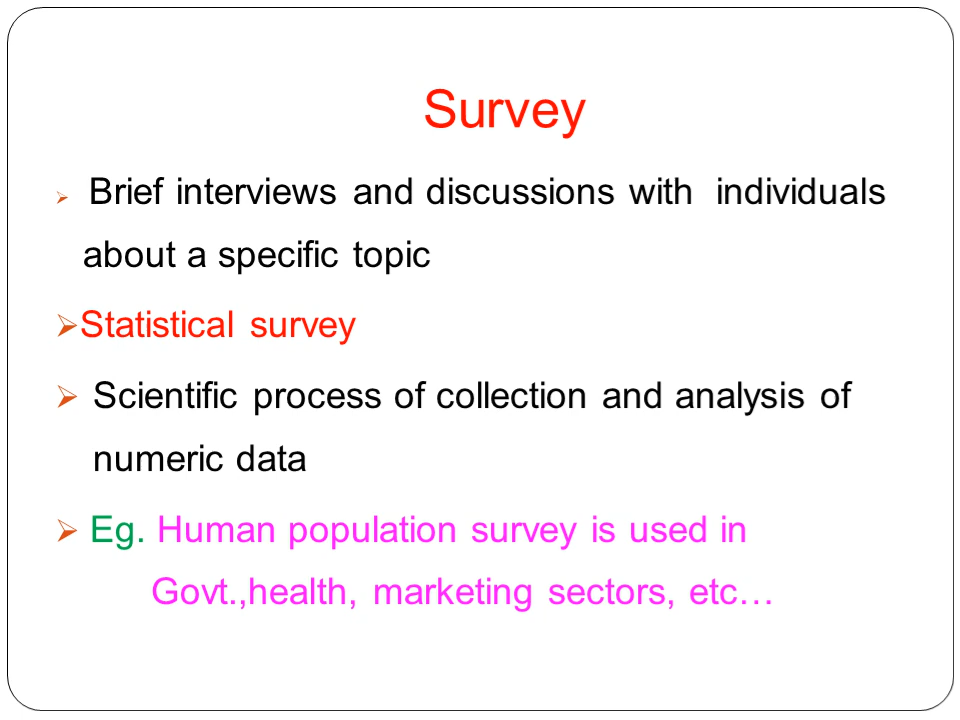 Survey
➢ Brief interviews and discussions with individuals
about a specific topic
➢Statistical survey
➢ Scientific process of collection and analysis of
numeric data
➢ Eg. Human population survey is used in
Govt.,health, marketing sectors, etc…